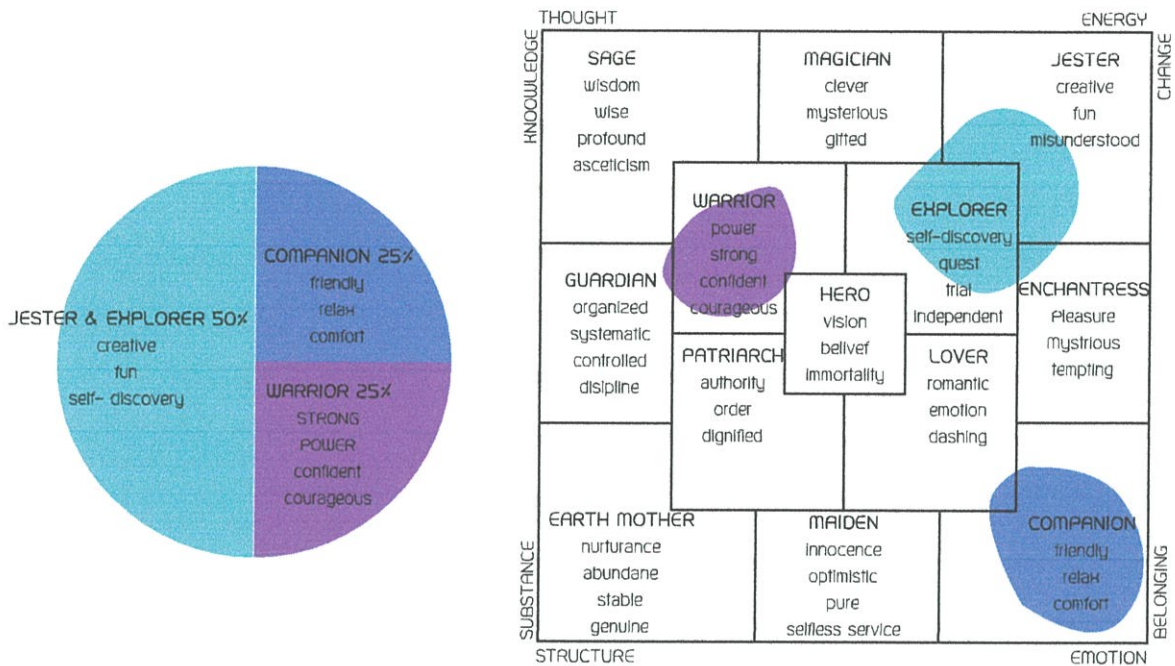 JESTER & EXPLORER 50%
creative
fun
self- discovery
COMPANION 25%
friendly
relax
comfort
WARRIOR 25%
STRONG
POWER
confident
courageous
THOUGHT
ENERGY
KNOOWLEDGE
CHANGE
SUBSTANCE
BELONGING
STRUCTURE
EMOTION
SAGE
wisdom
wise
profound
asceticism
MAGICIAN
clever
mysterious
gifted
JESTER
creative
fun
misunderstood
WARRIOR
power
strong
confident
courageous
EXPLORER
self-discovery
quest
trial
independent
GUARDIAN
organized
systematic
controlled
disipline
HERO
vision
belivef
immortality
ENCHANTRESS
Pleasure
Mystrious
tempting
PATRIARCH
authority
order
dignified
LOVER
romantic
emotion
dashing
EARTH MOTHER
nurturance
abundane
stable
genuine
MAIDEN
innocence
optimistic
pure
selfless service
COMPANION
friendly
relax
comfort